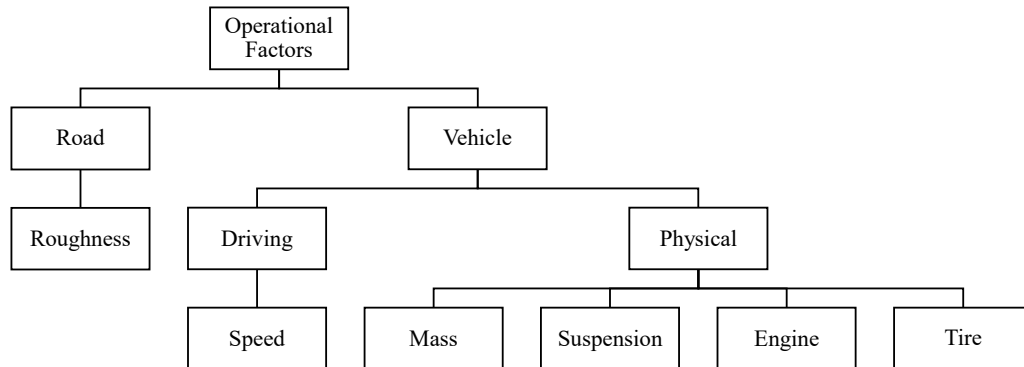 Operational
Factors
Road
Vehicle
Roughness
Driving
Physical
Speed
Mass
Suspension
Engine
Tire